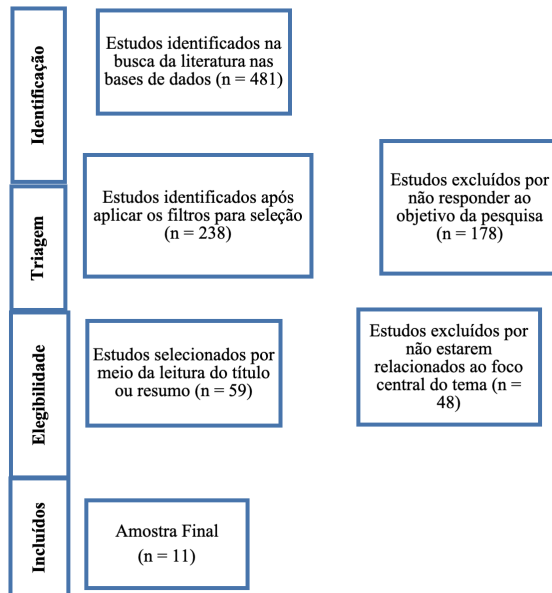 Identificação
Estudos identificados na
busca da literatura nas
bases de dados (n = 481)
Triagem
Estudos identificados após
aplicar os filtros para seleção
(n = 238)
Estudos excluídos por
não responder ao
objetivo da pesquisa
(n = 178)
Elegibilidade
Estudos selecionados por
meio da leitura do título
ou resumo (n = 59)
Estudos excluídos por
não estarem
relacionados ao foco
central do tema (n =
48)
Incluídos
Amostra Final
(n = 11)